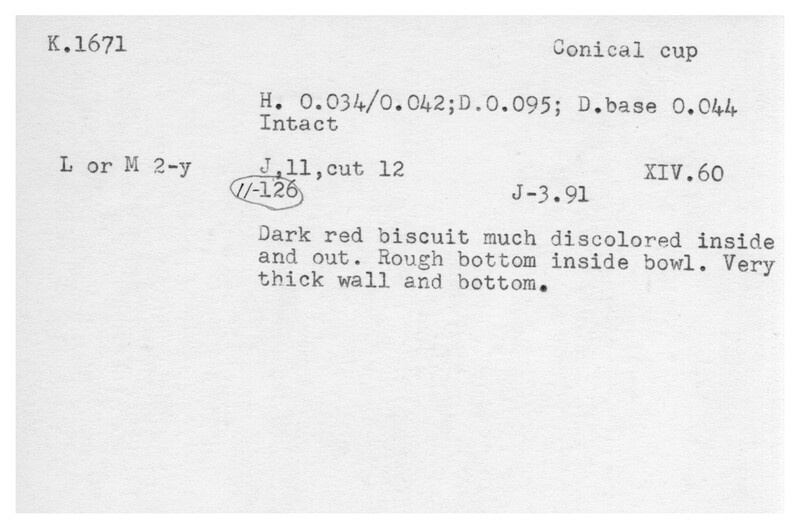 K.1671 Conical cup
H. 0.034/0.042;D.0.095; D.base 0.044
Intact
L or M 2-y J,11,cut 12 XIV.60
11-126 J-3.91
Dark red biscuit much discolored inside
and out. Rough bottom inside bowl. Very
thick wall and bottom.